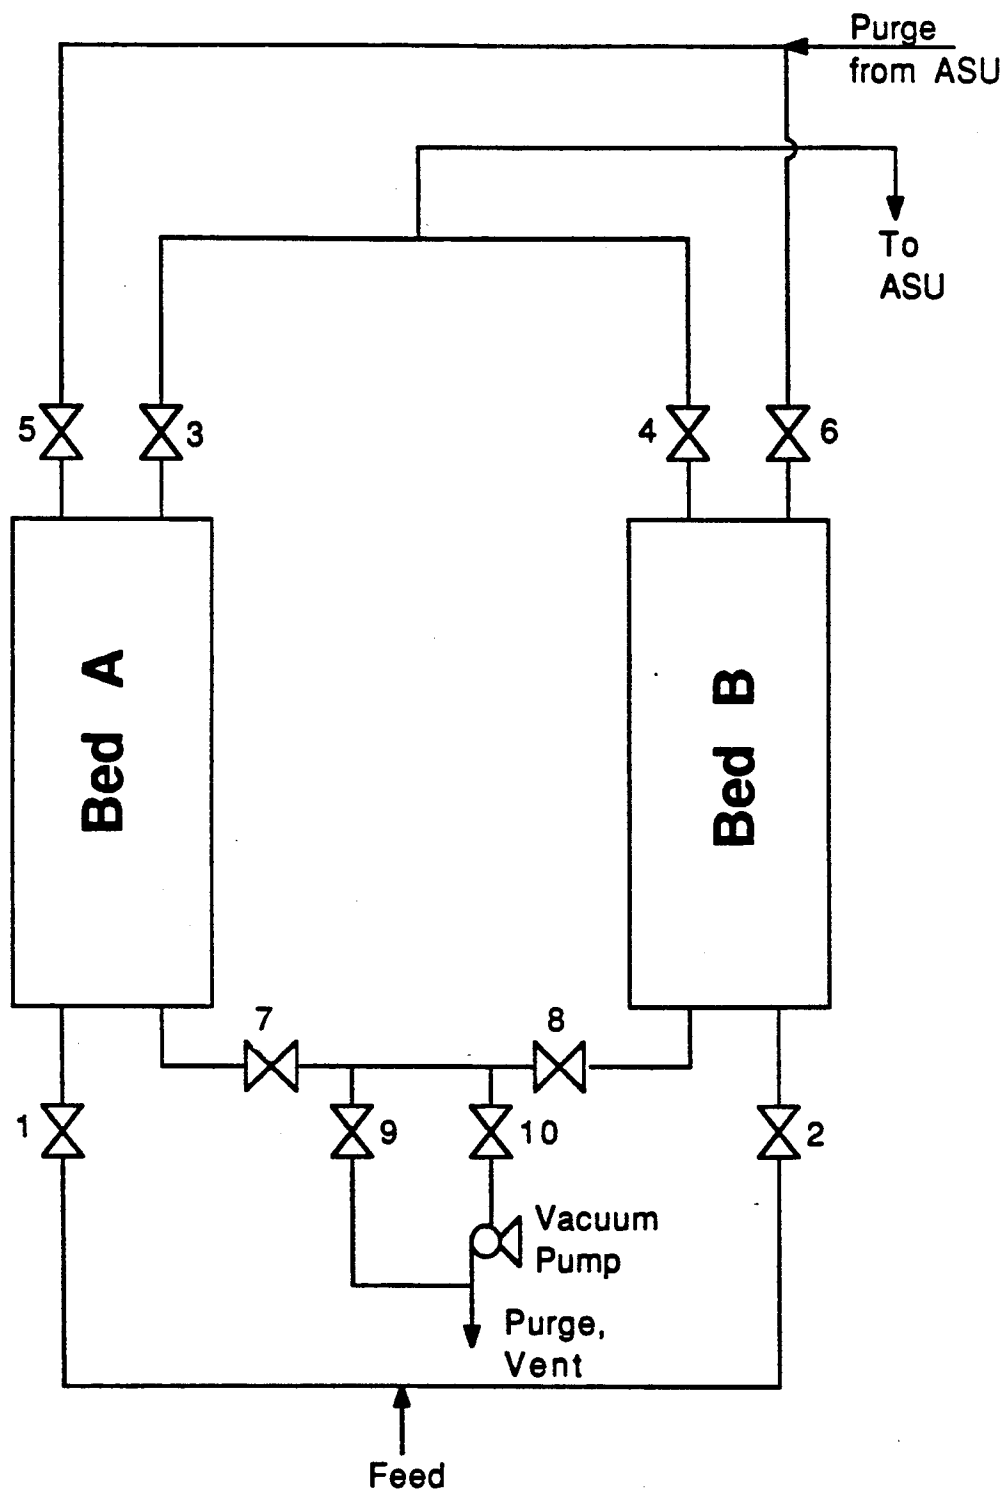 Purge
from ASU
To
ASU
5
3
4
6
Bed A
Bed B
7
8
1
9
10
2
Vacuum
Pump
Purge,
Vent
Feed